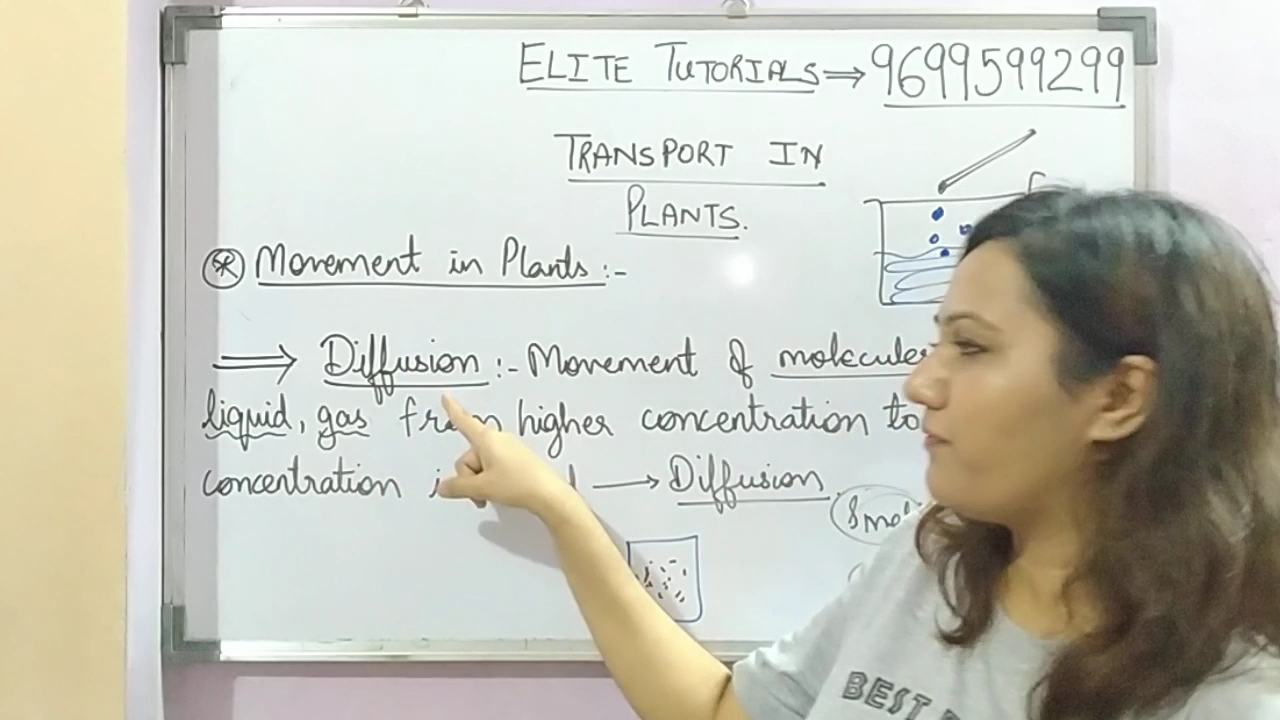 ELITE TUTORIALS ⇒ 9699599299
TRANSPORT IN
PLANTS.
* Movement in Plants :-
⇒ Diffusion :- Movement of molecules
liquid, gas from higher concentration to
concentration → Diffusion
BEST